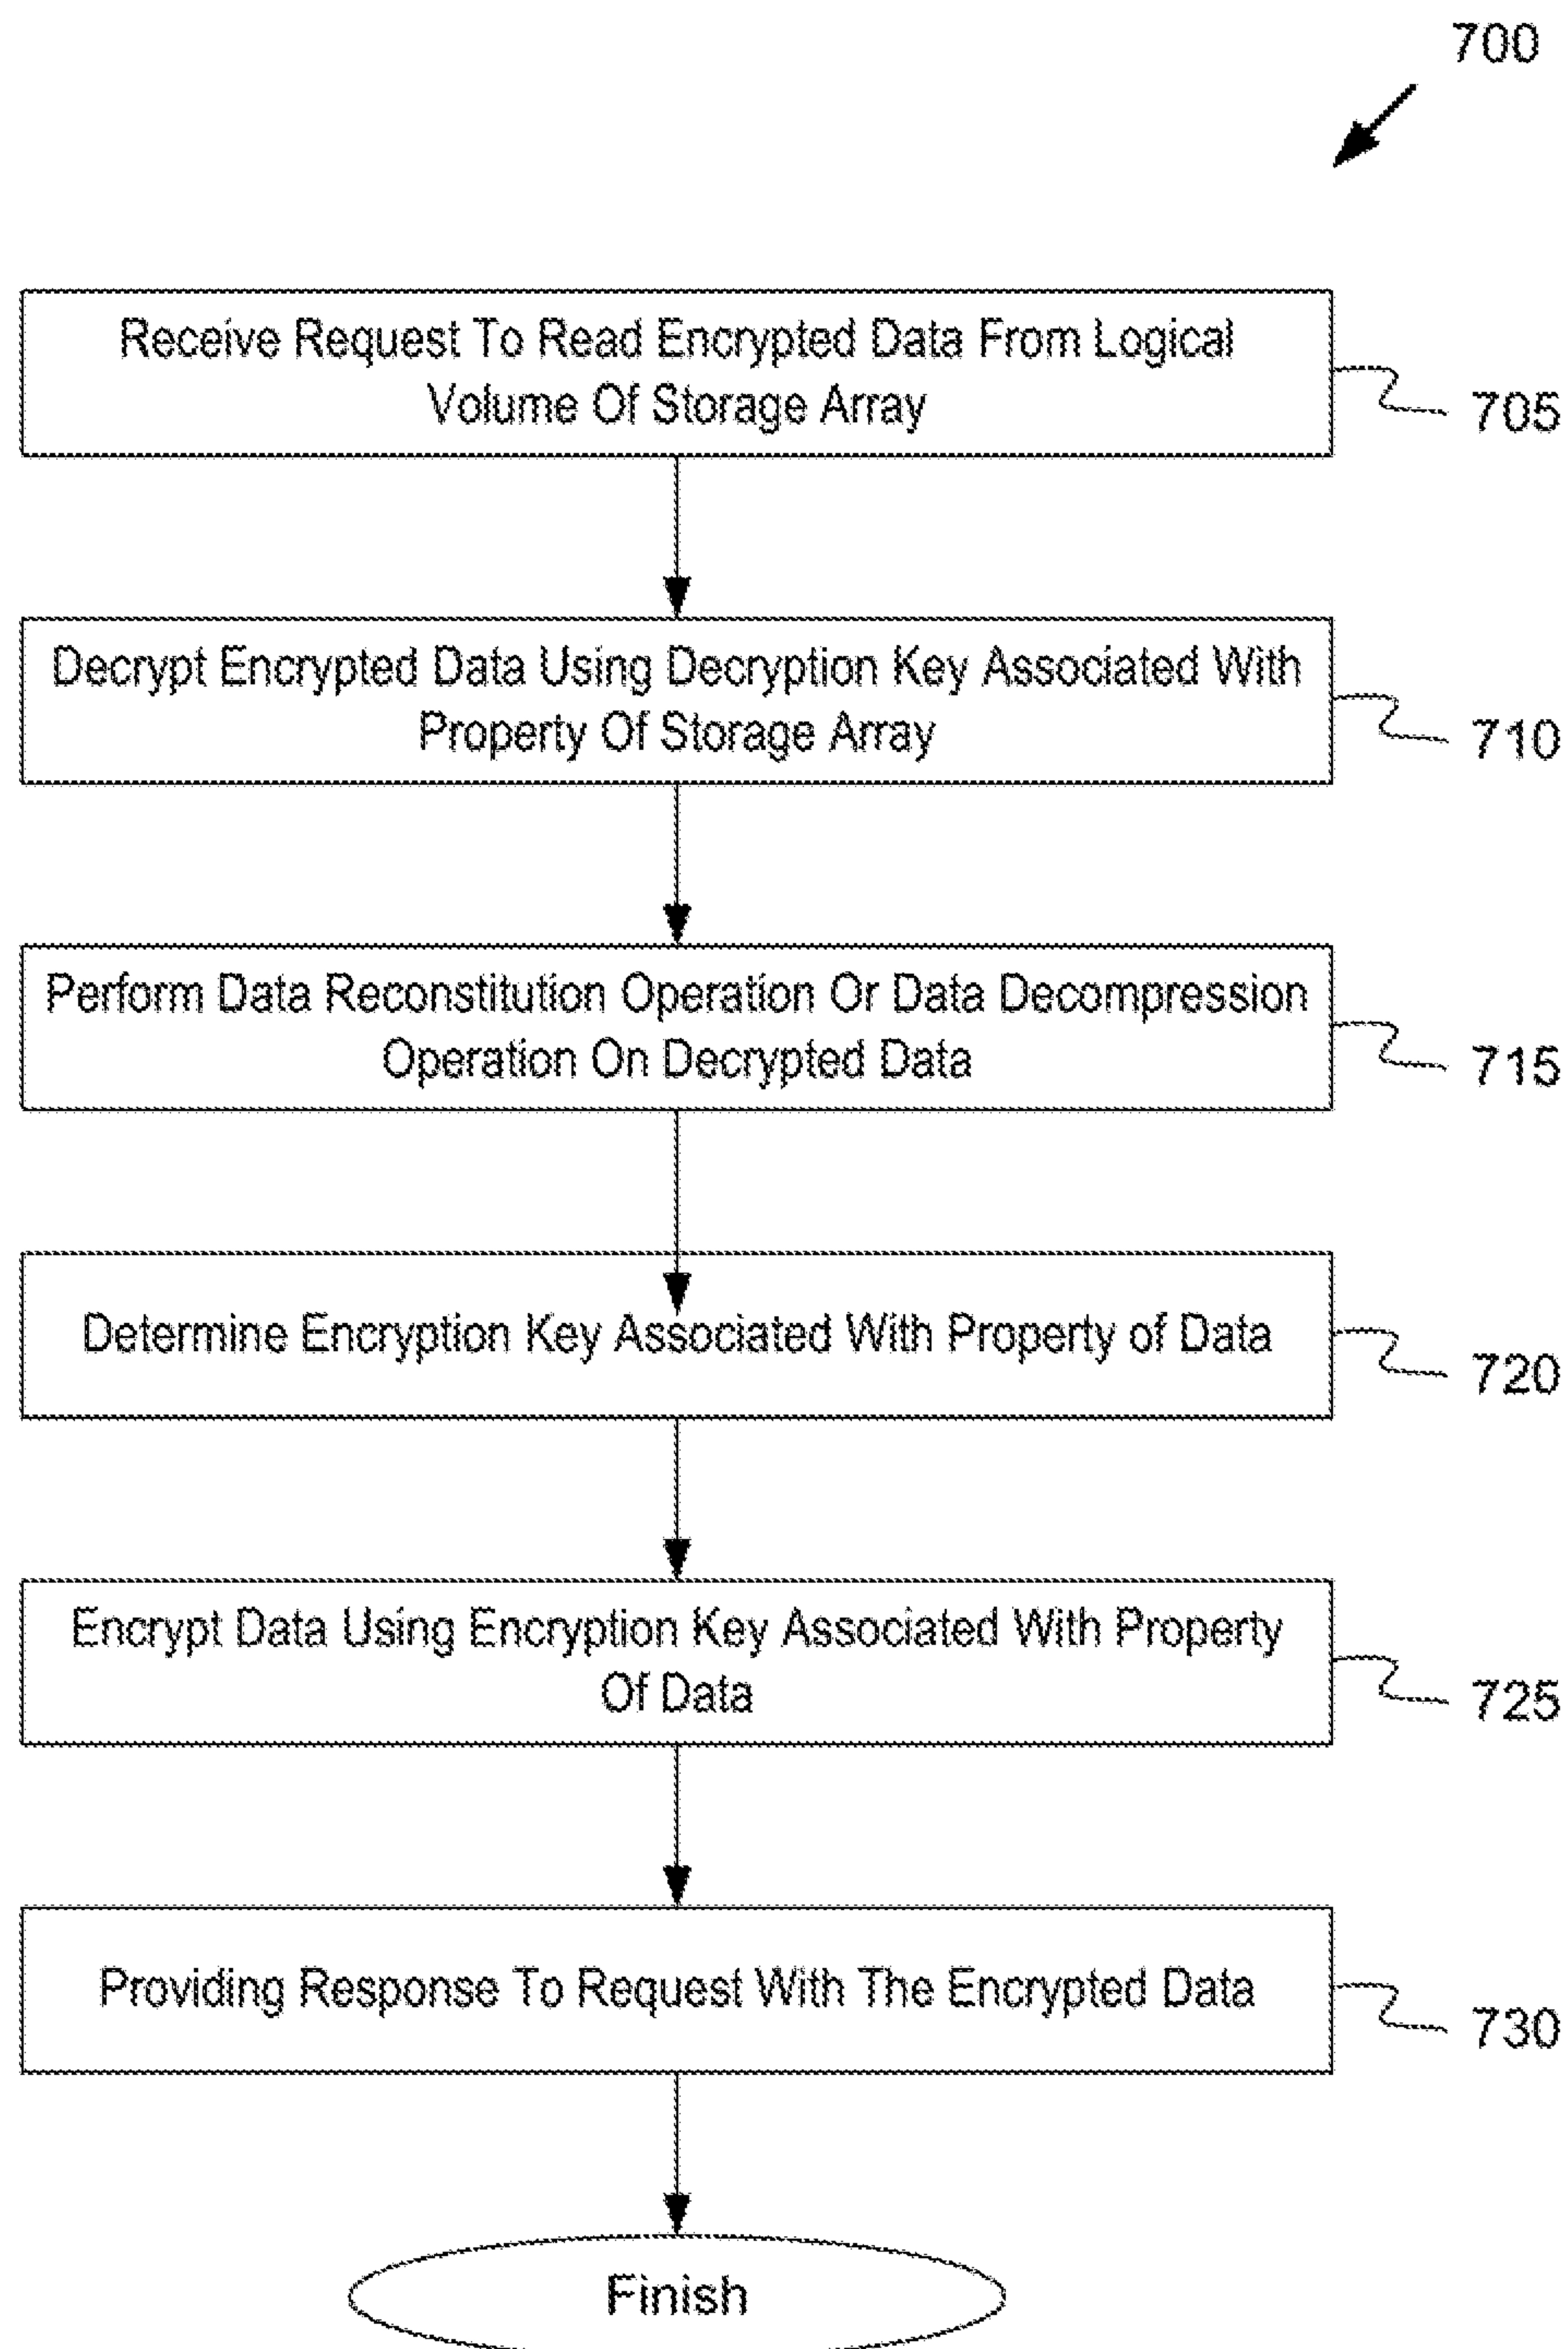 700
Receive Request To Read Encrypted Data From Logical
Volume Of Storage Array
705
Decrypt Encrypted Data Using Decryption Key Associated With
Property Of Storage Array
710
Perform Data Reconstitution Operation Or Data Decompression
Operation On Decrypted Data
715
Determine Encryption Key Associated With Property of Data
720
Encrypt Data Using Encryption Key Associated With Property
Of Data
725
Providing Response To Request With The Encrypted Data
730
Finish